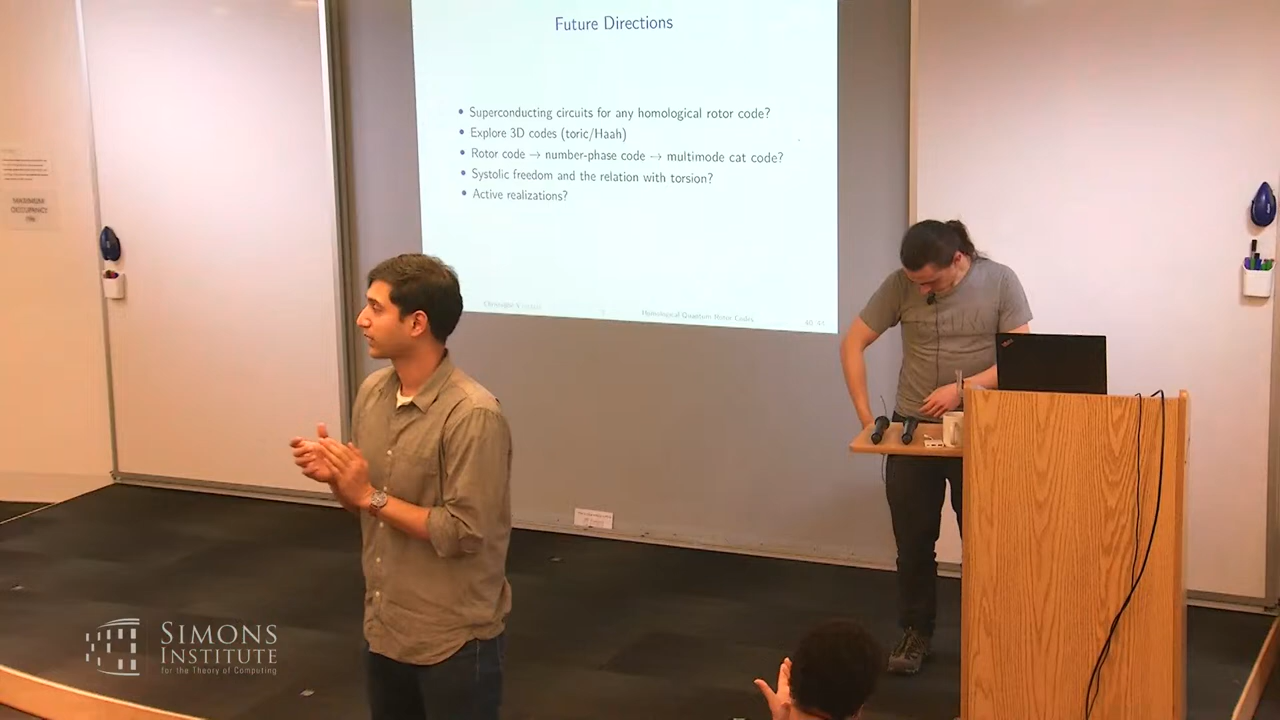 Future Directions
• Superconducting circuits for any homological rotor code?
• Explore 3D codes (toric/Haah)
• Rotor code → number-phase code → multimode cat code?
• Systolic freedom and the relation with torsion?
• Active realizations?
Homological Quantum Rotor Codes
MAXIMUM
OCCUPANCY
SIMONS
INSTITUTE
for the Theory of Computing